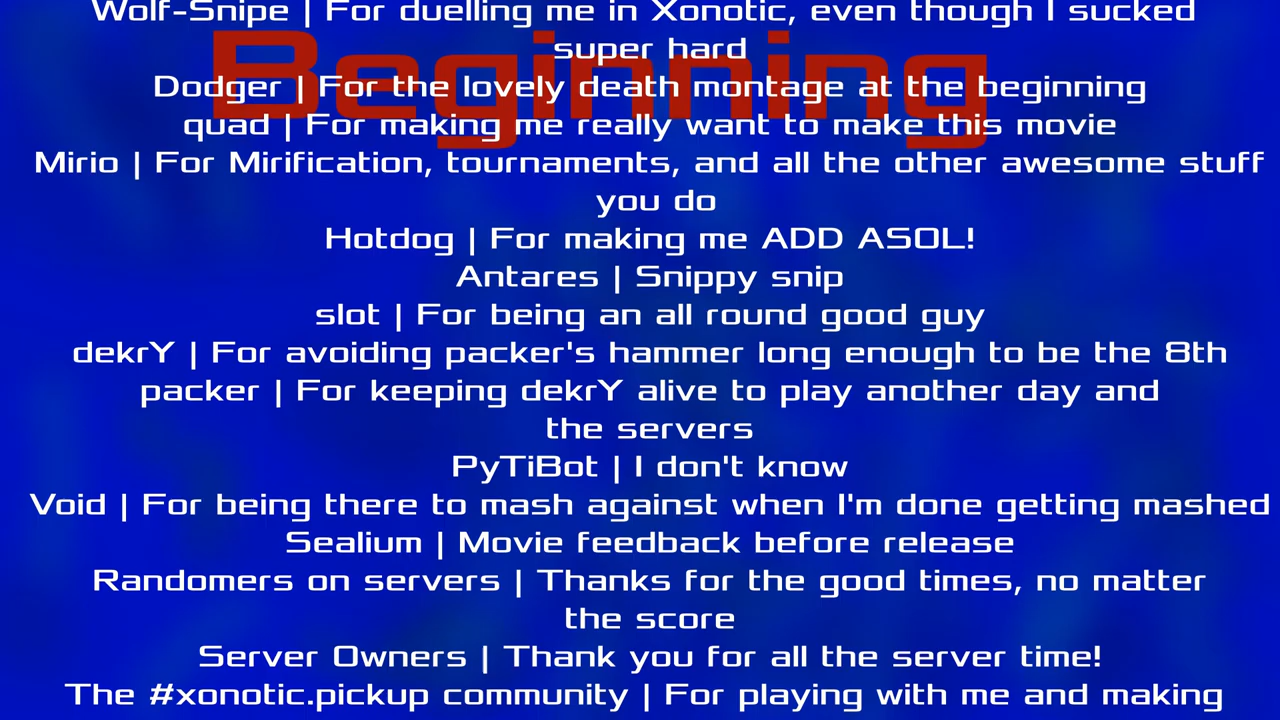 Wolf-Snipe | For duelling me in Xonotic, even though I sucked
super hard
Beginning
Dodger | For the lovely death montage at the beginning
quad | For making me really want to make this movie
Mirio | For Mirification, tournaments, and all the other awesome stuff
you do
Hotdog | For making me ADD ASOL!
Antares | Snippy snip
slot | For being an all round good guy
dekrY | For avoiding packer's hammer long enough to be the 8th
packer | For keeping dekrY alive to play another day and
the servers
PyTiBot | I don't know
Void | For being there to mash against when I'm done getting mashed
Sealium | Movie feedback before release
Randomers on servers | Thanks for the good times, no matter
the score
Server Owners | Thank you for all the server time!
The #xonotic.pickup community | For playing with me and making